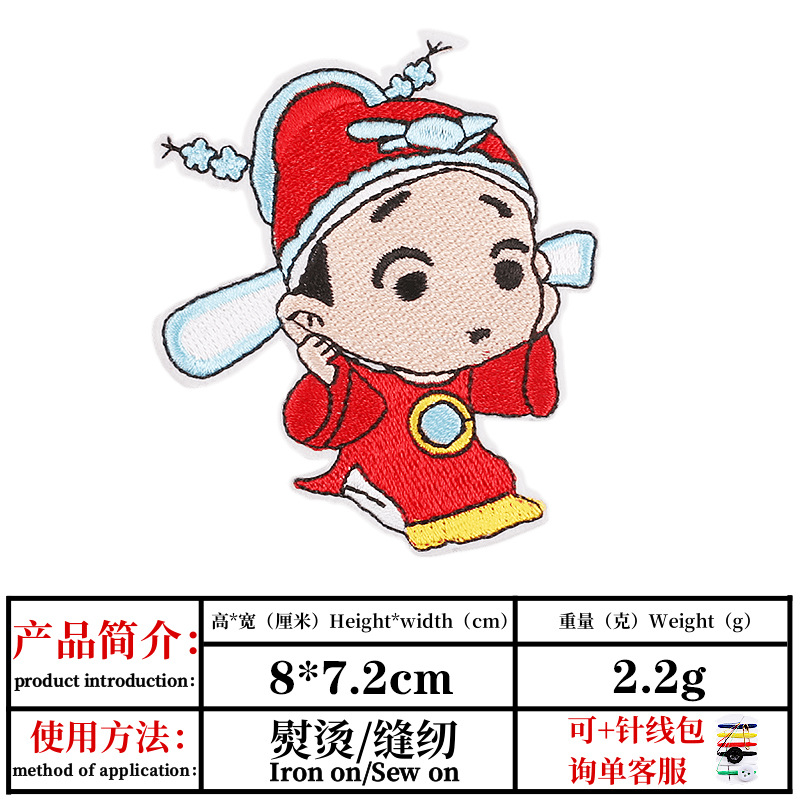 产品简介:
product introduction:
高*宽（厘米）Height*width（cm）
重量（克）Weight（g）
8*7.2cm
2.2g
使用方法:
method of application:
熨烫/缝纫
Iron on/Sew on
可+针线包
询单客服